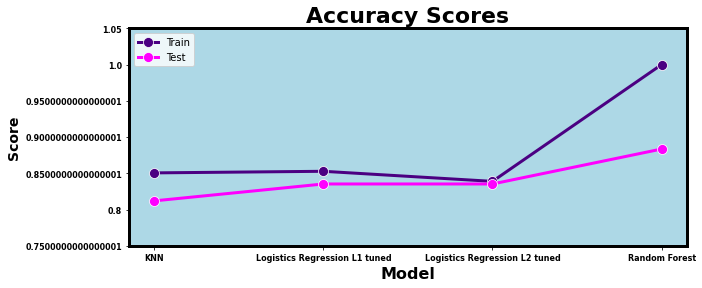 Accuracy Scores
Train
Test
1.05
1.0
0.9500000000000001
0.9000000000000001
0.8500000000000001
0.8
0.7500000000000001
Score
KNN
Logistics Regression L1 tuned
Logistics Regression L2 tuned
Random Forest
Model